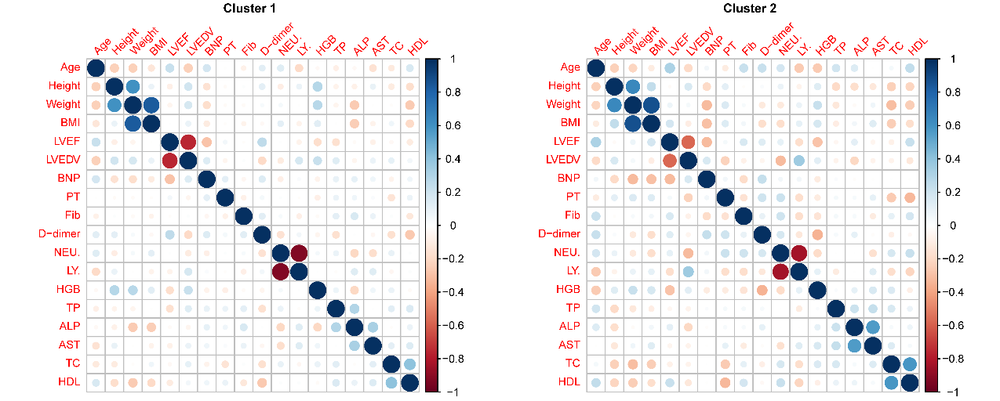 Cluster 1
Age Height Weight BMI LVEF LVEDV BNP PT Fib D-dimer NEU. LY. HGB TP ALP AST TC HDL
Age
Height
Weight
BMI
LVEF
LVEDV
BNP
PT
Fib
D-dimer
NEU.
LY.
HGB
TP
ALP
AST
TC
HDL
1
0.8
0.6
0.4
0.2
0
-0.2
-0.4
-0.6
-0.8
-1
Cluster 2
Age Height Weight BMI LVEF LVEDV BNP PT Fib D-dimer NEU. LY. HGB TP ALP AST TC HDL
Age
Height
Weight
BMI
LVEF
LVEDV
BNP
PT
Fib
D-dimer
NEU.
LY.
HGB
TP
ALP
AST
TC
HDL
1
0.8
0.6
0.4
0.2
0
-0.2
-0.4
-0.6
-0.8
-1